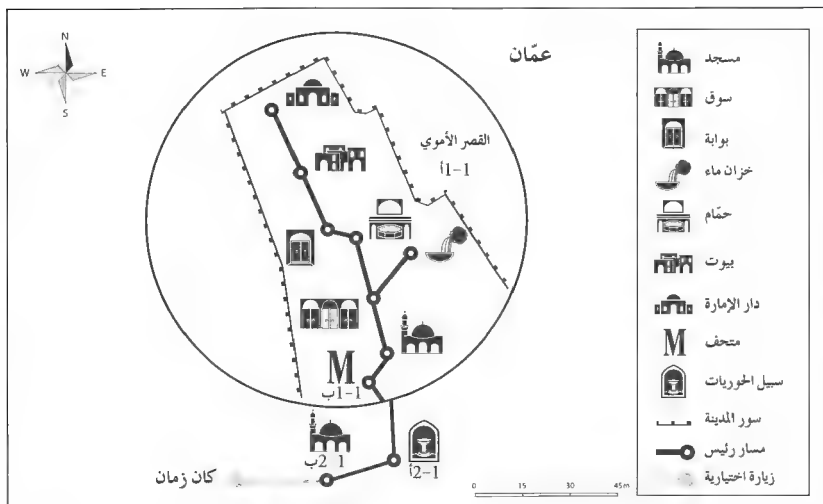 عمّان
N
W E
S
القصر الأموي
1-1أ
M
1-1ب
1 2ب
1-2أ
كان زمان
0 15 30 45m
مسجد
سوق
بوابة
خزان ماء
حمّام
بيوت
دار الإمارة
M متحف
سبيل الحوريات
سور المدينة
مسار رئيس
زيارة اختيارية